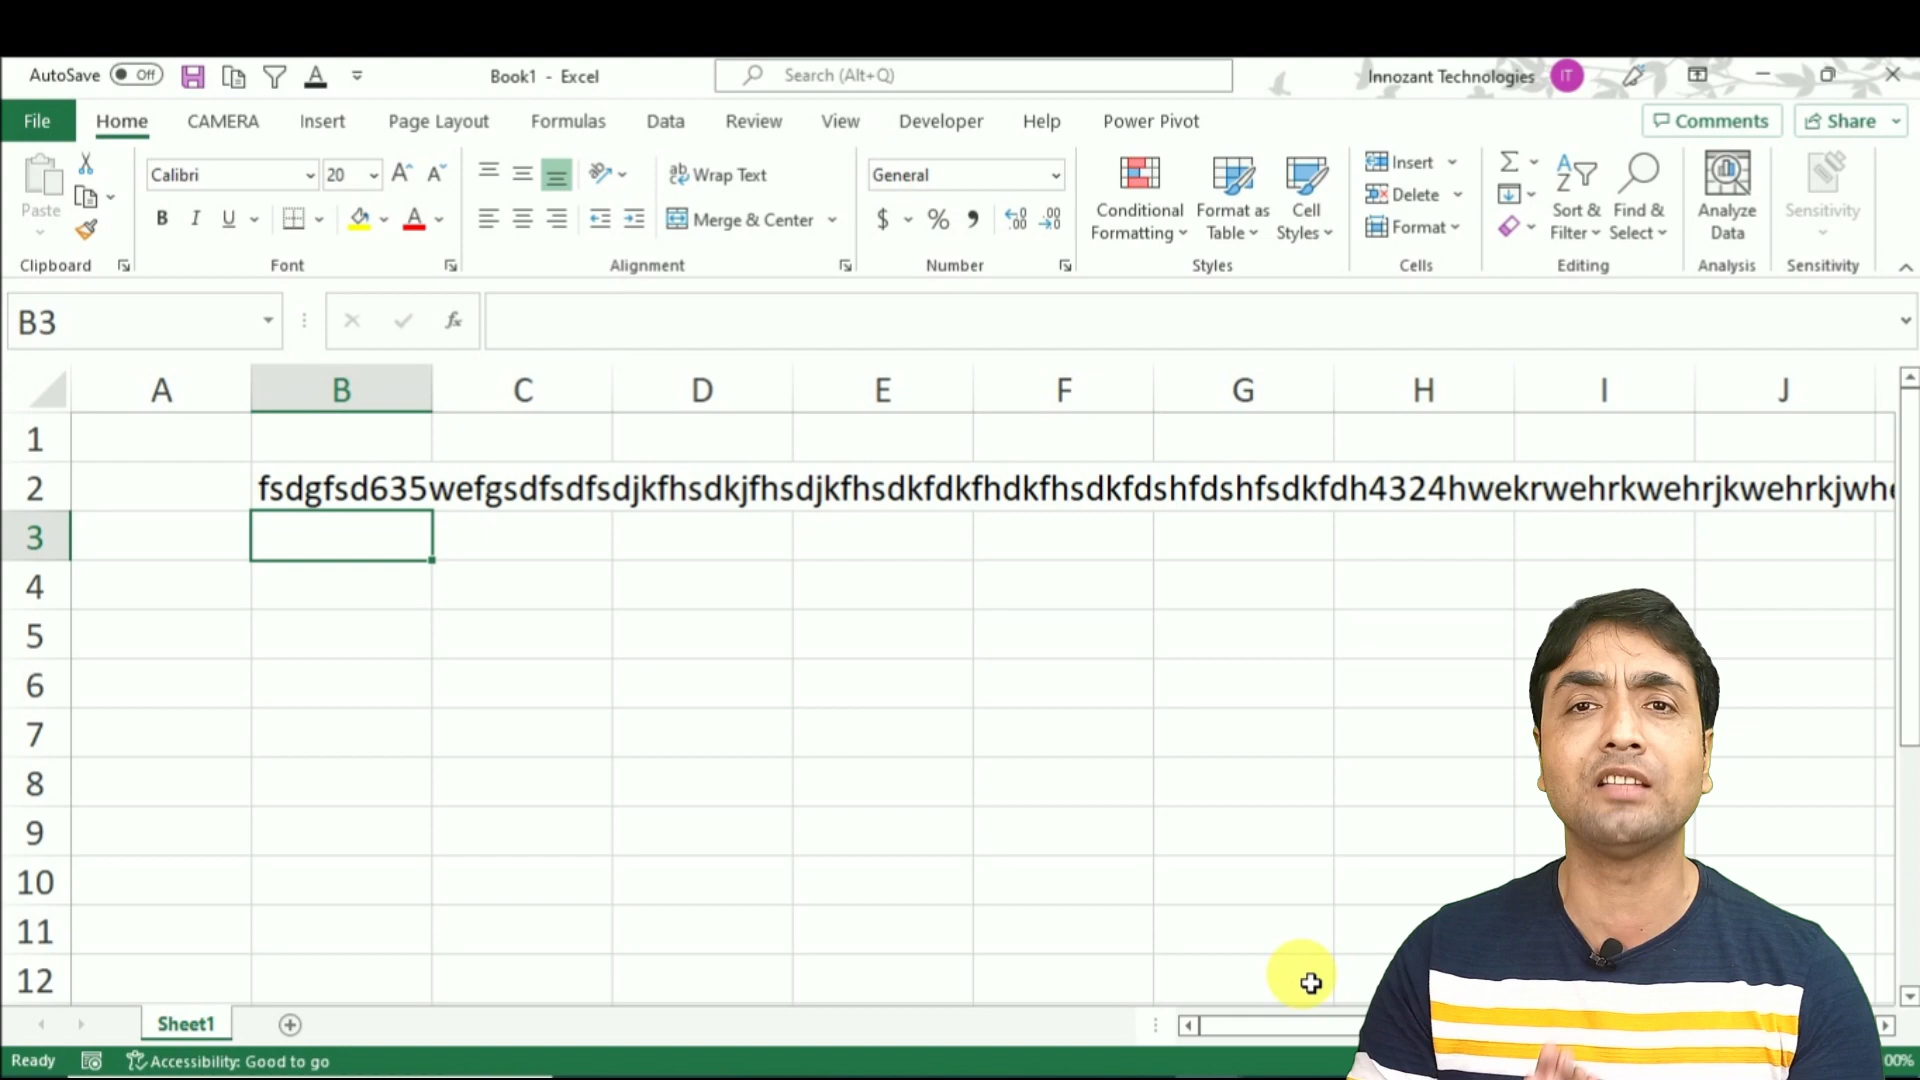 AutoSave Off Book1 - Excel Search (Alt+Q) Innozant Technologies IT
File Home CAMERA Insert Page Layout Formulas Data Review View Developer Help Power Pivot Comments Share
Paste Calibri 20 Wrap Text General Conditional Formatting Format as Table Cell Styles Insert Sort & Filter Find & Select Analyze Data Sensitivity
B I U A Merge & Center $ % Delete
Format
Clipboard Font Alignment Number Styles Cells Editing Analysis Sensitivity
B3 fx
A B C D E F G H I J
1
2 fsdgfsd635wefgsdfsdfsdjkfhsdkjfhsdjkfhsdkfdkfhdkfhsdkfdshfdshfsdkfdh4324hwekrwehrkwehrjkwehrkjwhe
3
4
5
6
7
8
9
10
11
12
Sheet1
Ready Accessibility: Good to go 00%